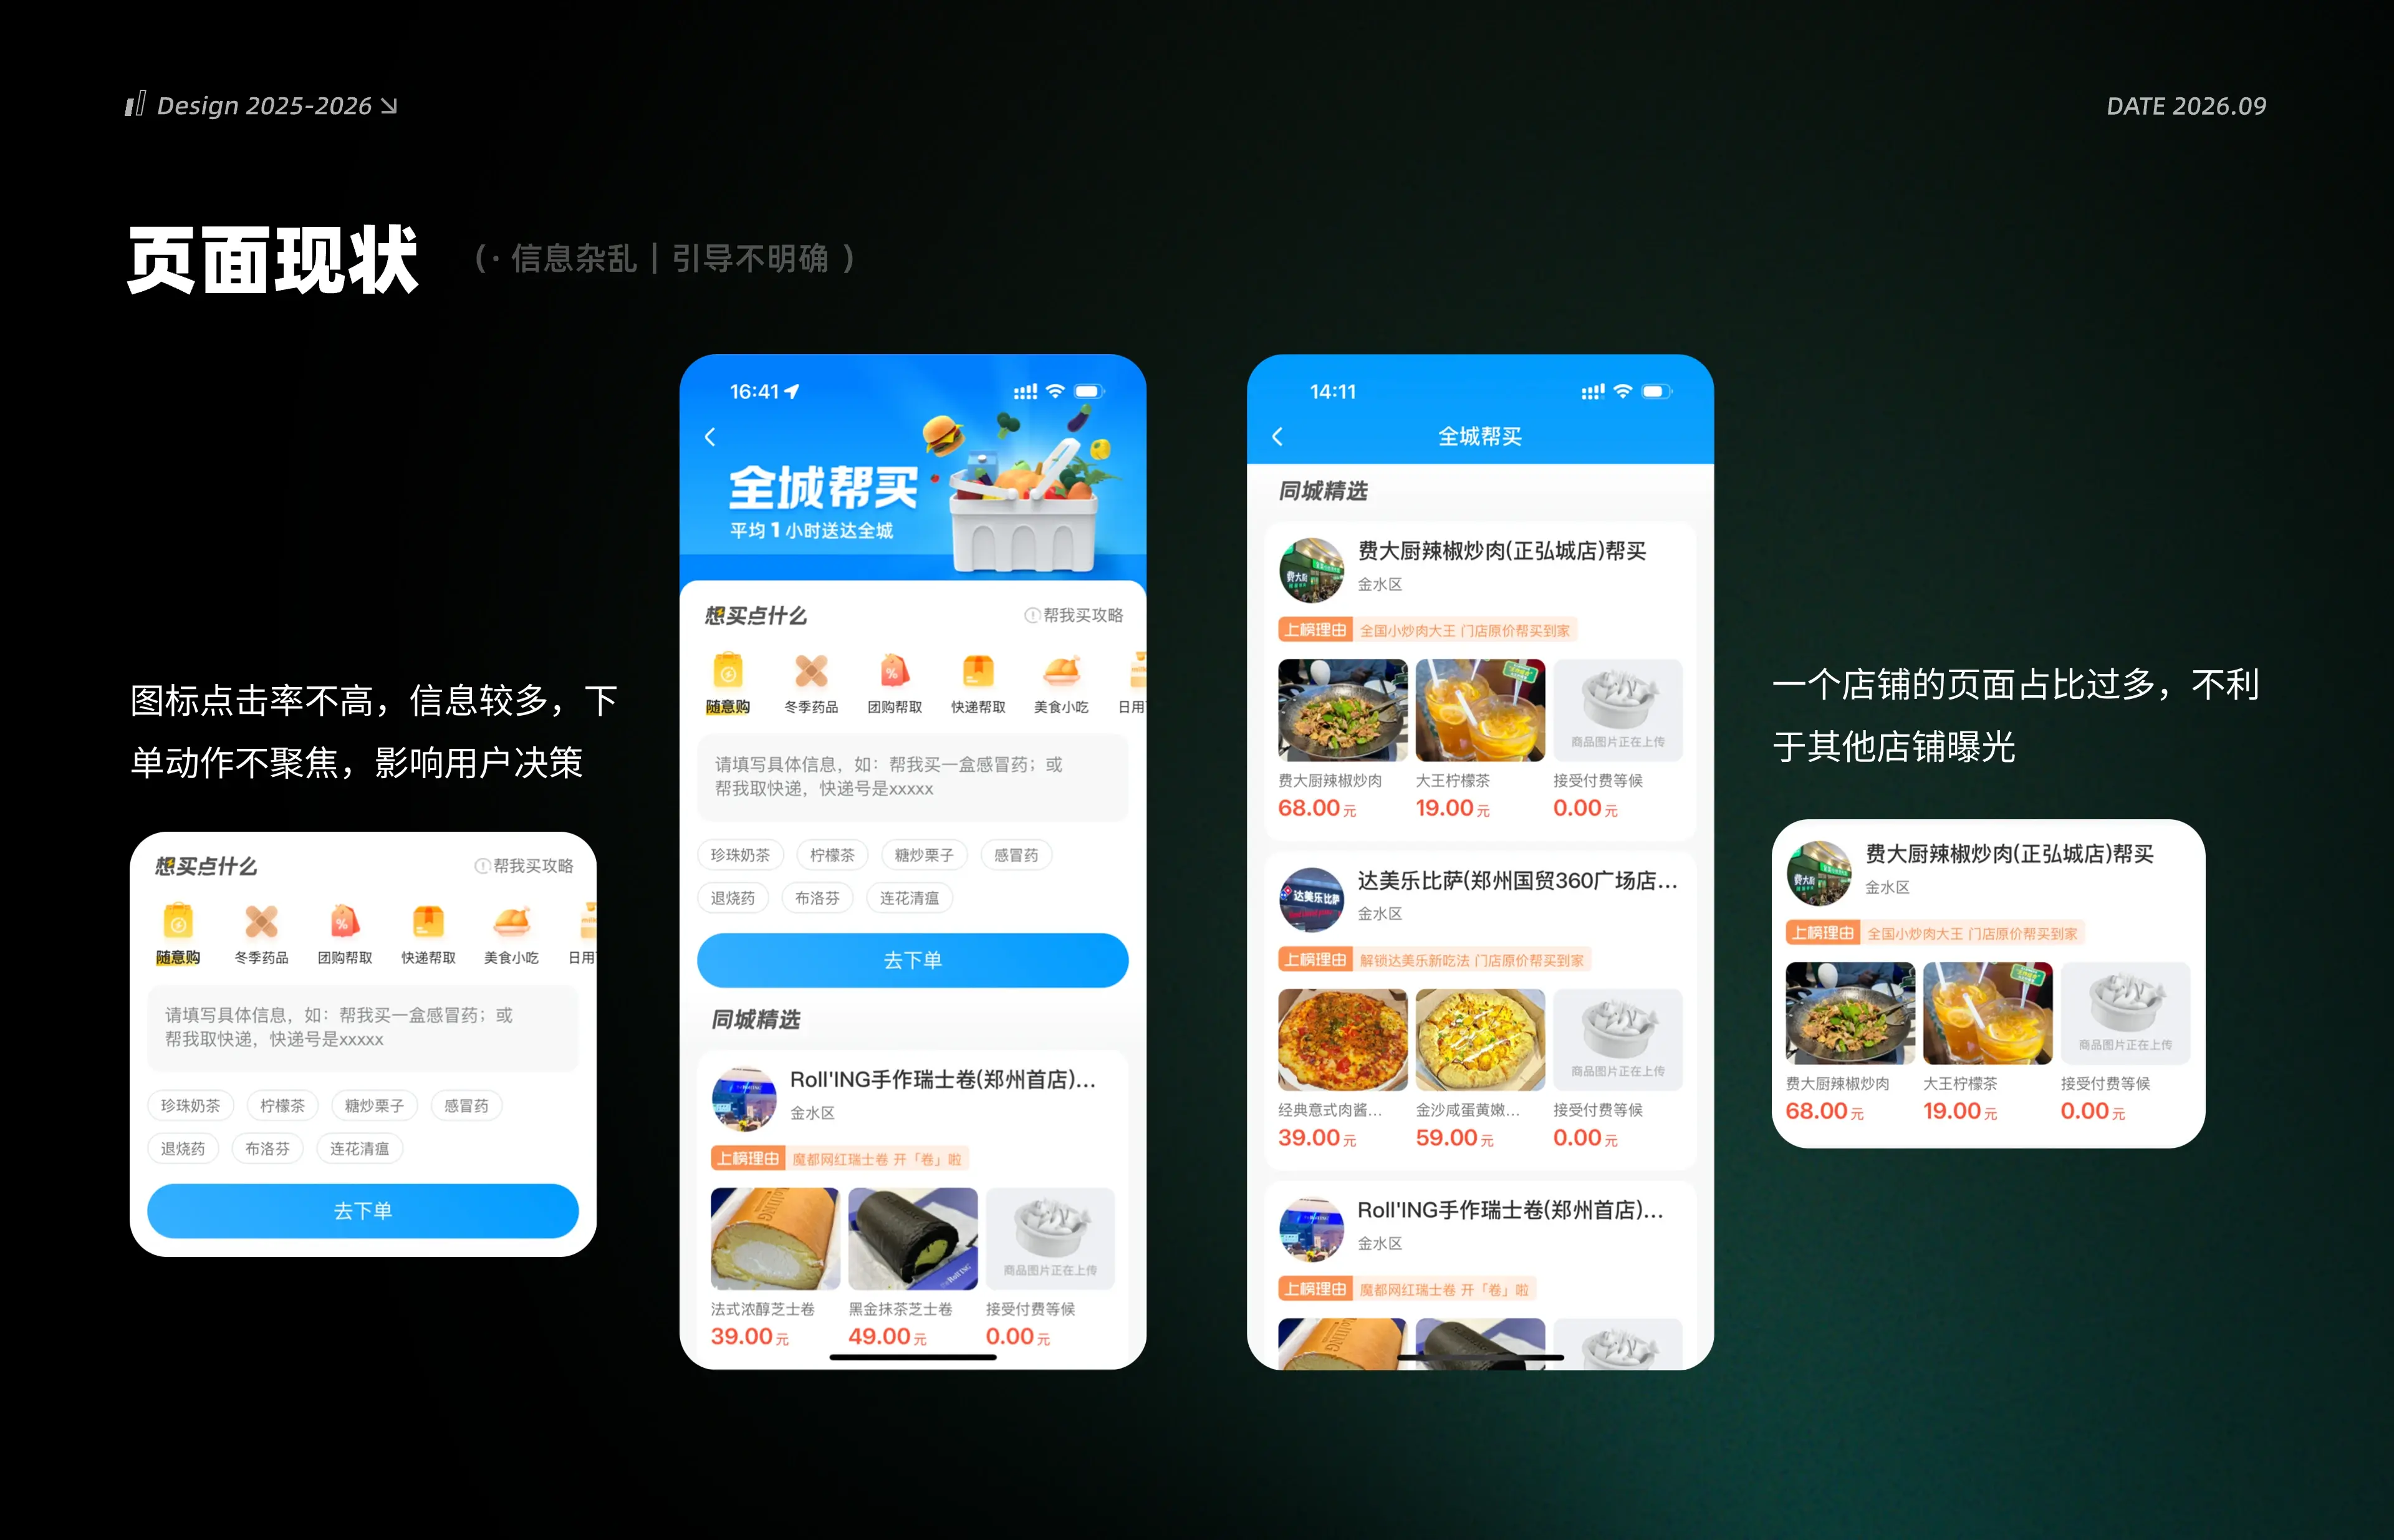 Design 2025-2026
DATE 2026.09
页面现状
（· 信息杂乱 | 引导不明确 ）
图标点击率不高，信息较多，下
单动作不聚焦，影响用户决策
想买点什么
帮我买攻略
随意购 冬季药品 团购帮取 快递帮取 美食小吃 日用
请填写具体信息，如：帮我买一盒感冒药；或
帮我取快递，快递号是xxxxx
珍珠奶茶 柠檬茶 糖炒栗子 感冒药
退烧药 布洛芬 连花清瘟
去下单
16:41
全城帮买
平均 1 小时送达全城
想买点什么
帮我买攻略
随意购 冬季药品 团购帮取 快递帮取 美食小吃 日用
请填写具体信息，如：帮我买一盒感冒药；或
帮我取快递，快递号是xxxxx
珍珠奶茶 柠檬茶 糖炒栗子 感冒药
退烧药 布洛芬 连花清瘟
去下单
同城精选
Roll'ING手作瑞士卷(郑州首店)...
金水区
上榜理由 魔都网红瑞士卷 开「卷」啦
商品图片正在上传
法式浓醇芝士卷 黑金抹茶芝士卷 接受付费等候
39.00元 49.00元 0.00元
14:11
全城帮买
同城精选
费大厨辣椒炒肉(正弘城店)帮买
金水区
上榜理由 全国小炒肉大王 门店原价帮买到家
商品图片正在上传
费大厨辣椒炒肉 大王柠檬茶 接受付费等候
68.00元 19.00元 0.00元
达美乐比萨
达美乐比萨(郑州国贸360广场店...
金水区
上榜理由 解锁达美乐新吃法 门店原价帮买到家
商品图片正在上传
经典意式肉酱... 金沙咸蛋黄嫩... 接受付费等候
39.00元 59.00元 0.00元
Roll'ING手作瑞士卷(郑州首店)...
金水区
上榜理由 魔都网红瑞士卷 开「卷」啦
一个店铺的页面占比过多，不利
于其他店铺曝光
费大厨辣椒炒肉(正弘城店)帮买
金水区
上榜理由 全国小炒肉大王 门店原价帮买到家
商品图片正在上传
费大厨辣椒炒肉 大王柠檬茶 接受付费等候
68.00元 19.00元 0.00元